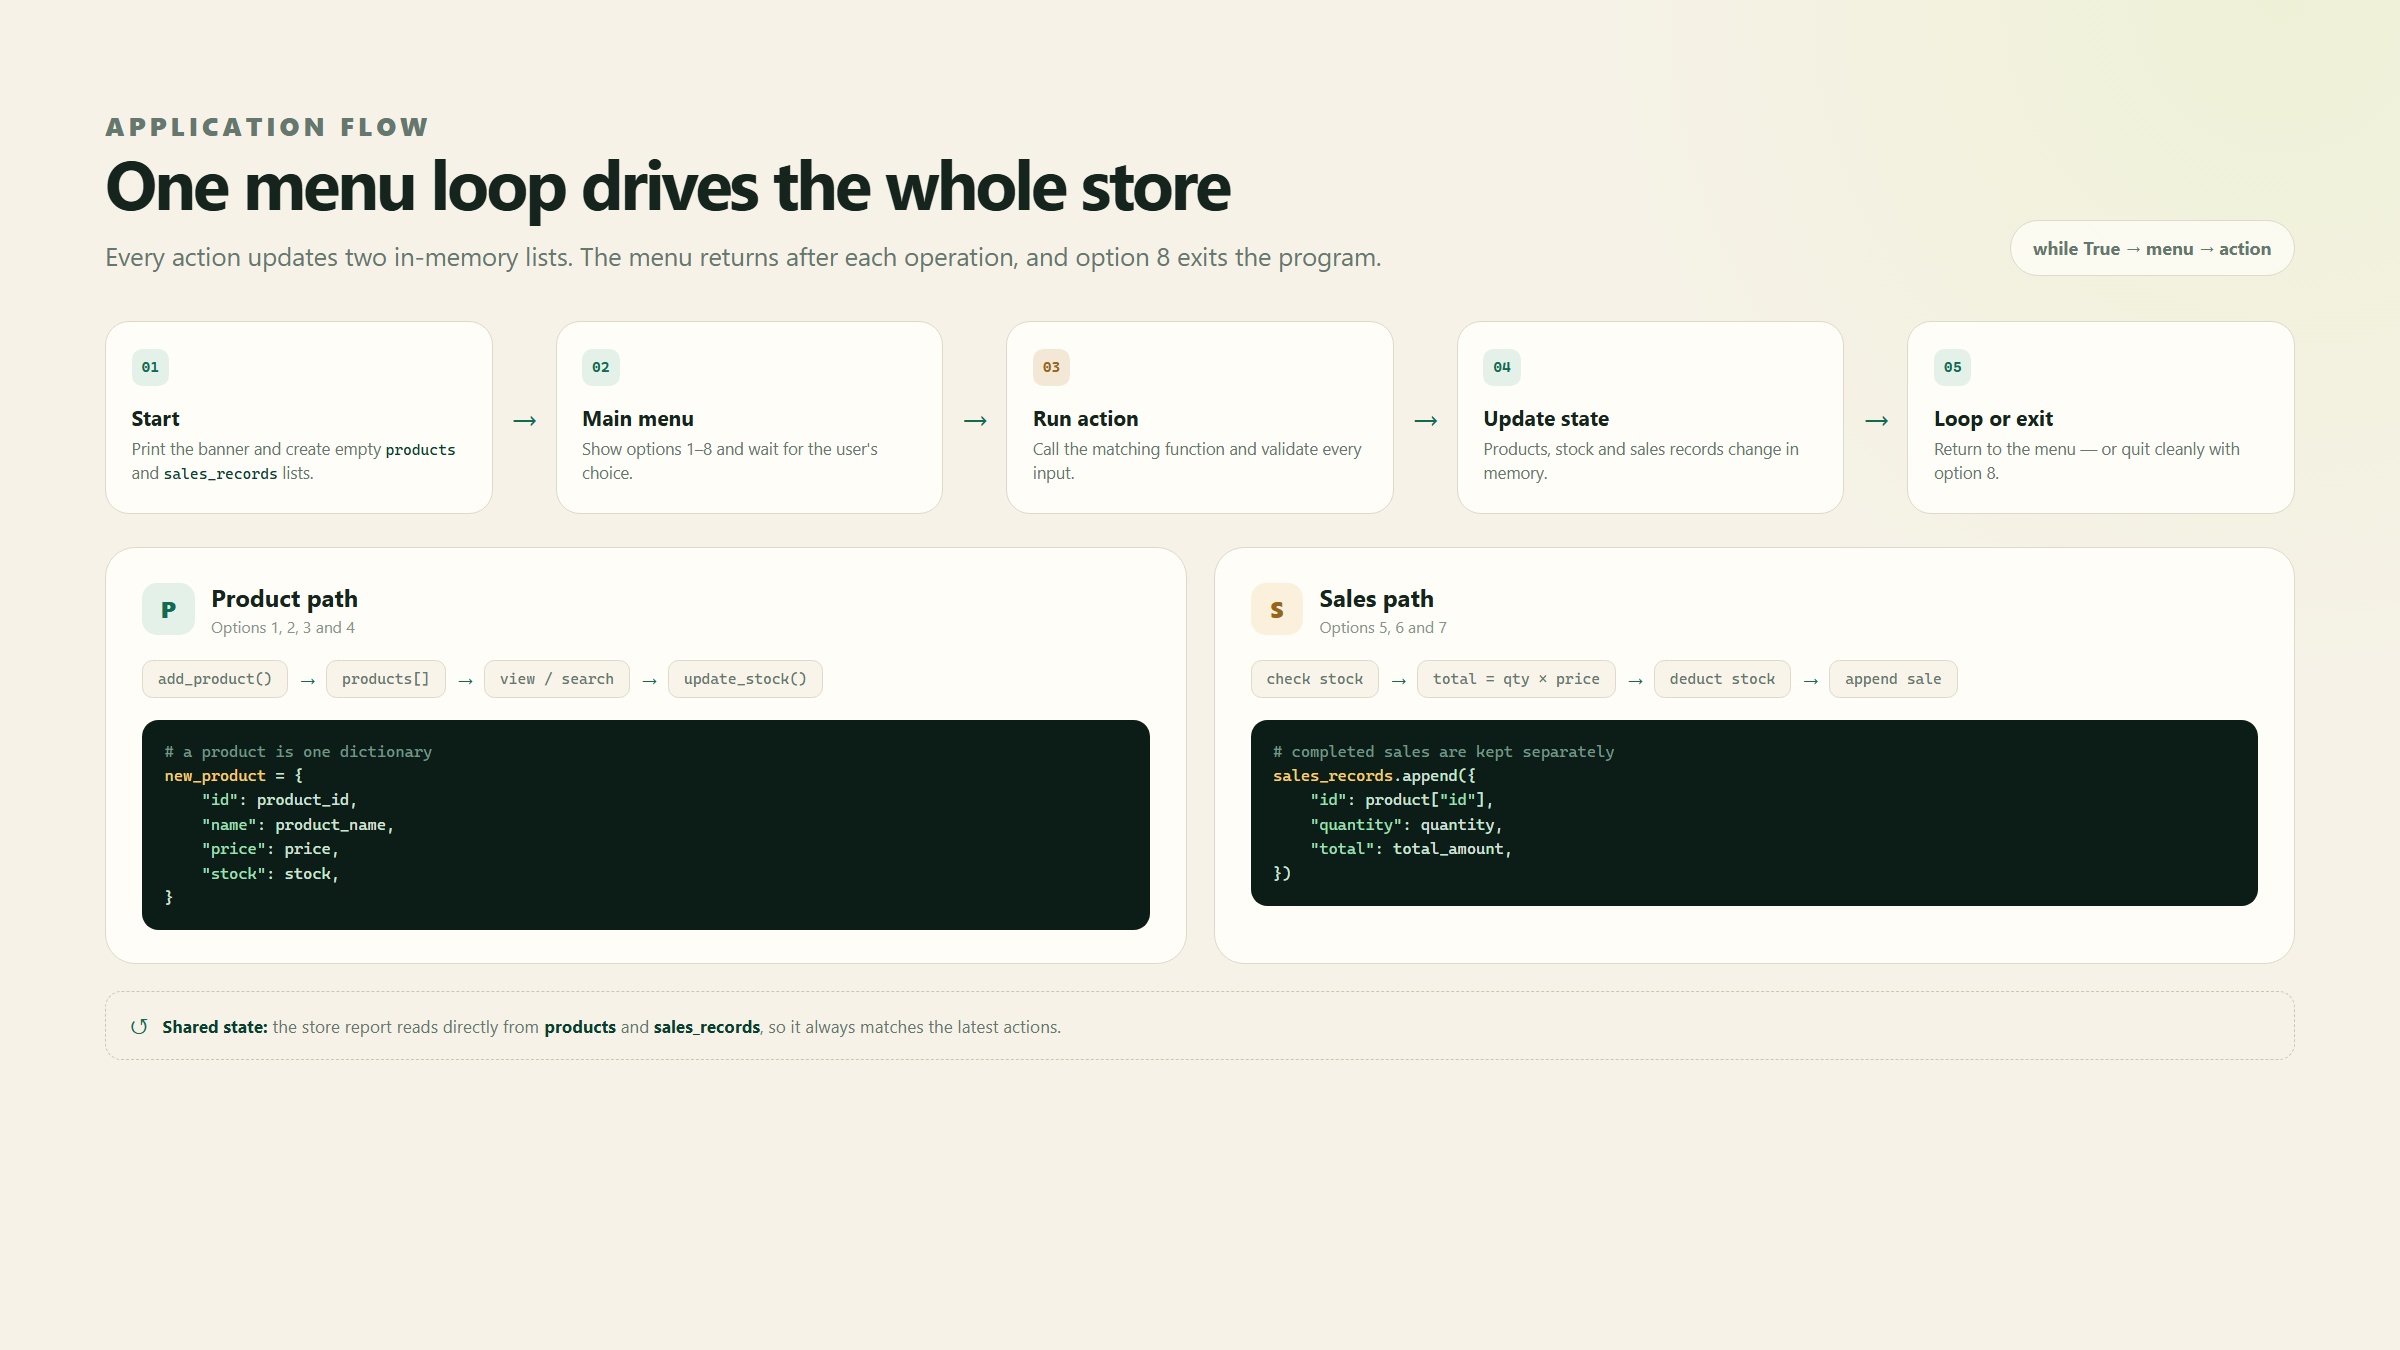 APPLICATION FLOW
One menu loop drives the whole store
Every action updates two in-memory lists. The menu returns after each operation, and option 8 exits the program.
while True → menu → action
01
Start
Print the banner and create empty products
and sales_records lists.
→
02
Main menu
Show options 1–8 and wait for the user's
choice.
→
03
Run action
Call the matching function and validate every
input.
→
04
Update state
Products, stock and sales records change in
memory.
→
05
Loop or exit
Return to the menu — or quit cleanly with
option 8.
P
Product path
Options 1, 2, 3 and 4
add_product() → products[] → view / search → update_stock()
# a product is one dictionary
new_product = {
    "id": product_id,
    "name": product_name,
    "price": price,
    "stock": stock,
}
S
Sales path
Options 5, 6 and 7
check stock → total = qty × price → deduct stock → append sale
# completed sales are kept separately
sales_records.append({
    "id": product["id"],
    "quantity": quantity,
    "total": total_amount,
})
↺ Shared state: the store report reads directly from products and sales_records, so it always matches the latest actions.